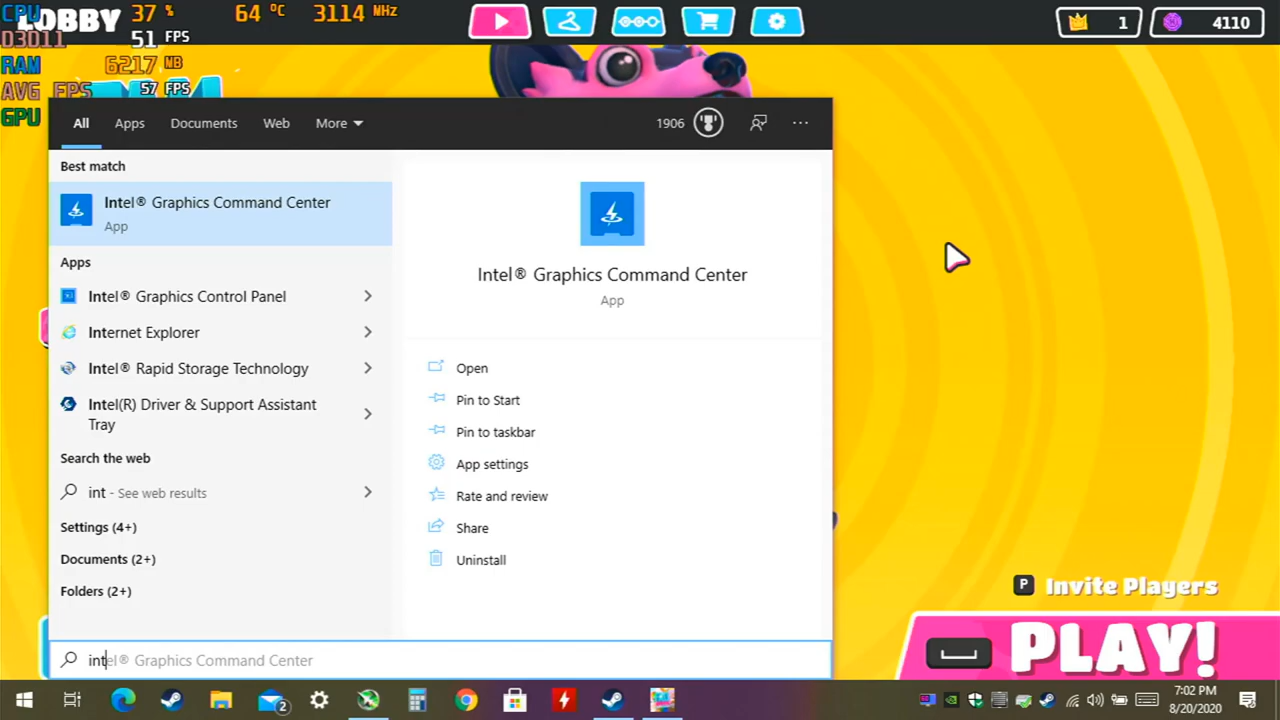 LOBBY
CPU 37 % 64 °C 3114 MHz
D3D11 51 FPS
RAM 6217 MB
AVG FPS 57 FPS
GPU
1
4110
All Apps Documents Web More
1906
Best match
Intel® Graphics Command Center
App
Apps
Intel® Graphics Control Panel
Internet Explorer
Intel® Rapid Storage Technology
Intel(R) Driver & Support Assistant
Tray
Search the web
int - See web results
Settings (4+)
Documents (2+)
Folders (2+)
Intel® Graphics Command Center
App
Open
Pin to Start
Pin to taskbar
App settings
Rate and review
Share
Uninstall
P Invite Players
PLAY!
intel® Graphics Command Center
2
7:02 PM
8/20/2020